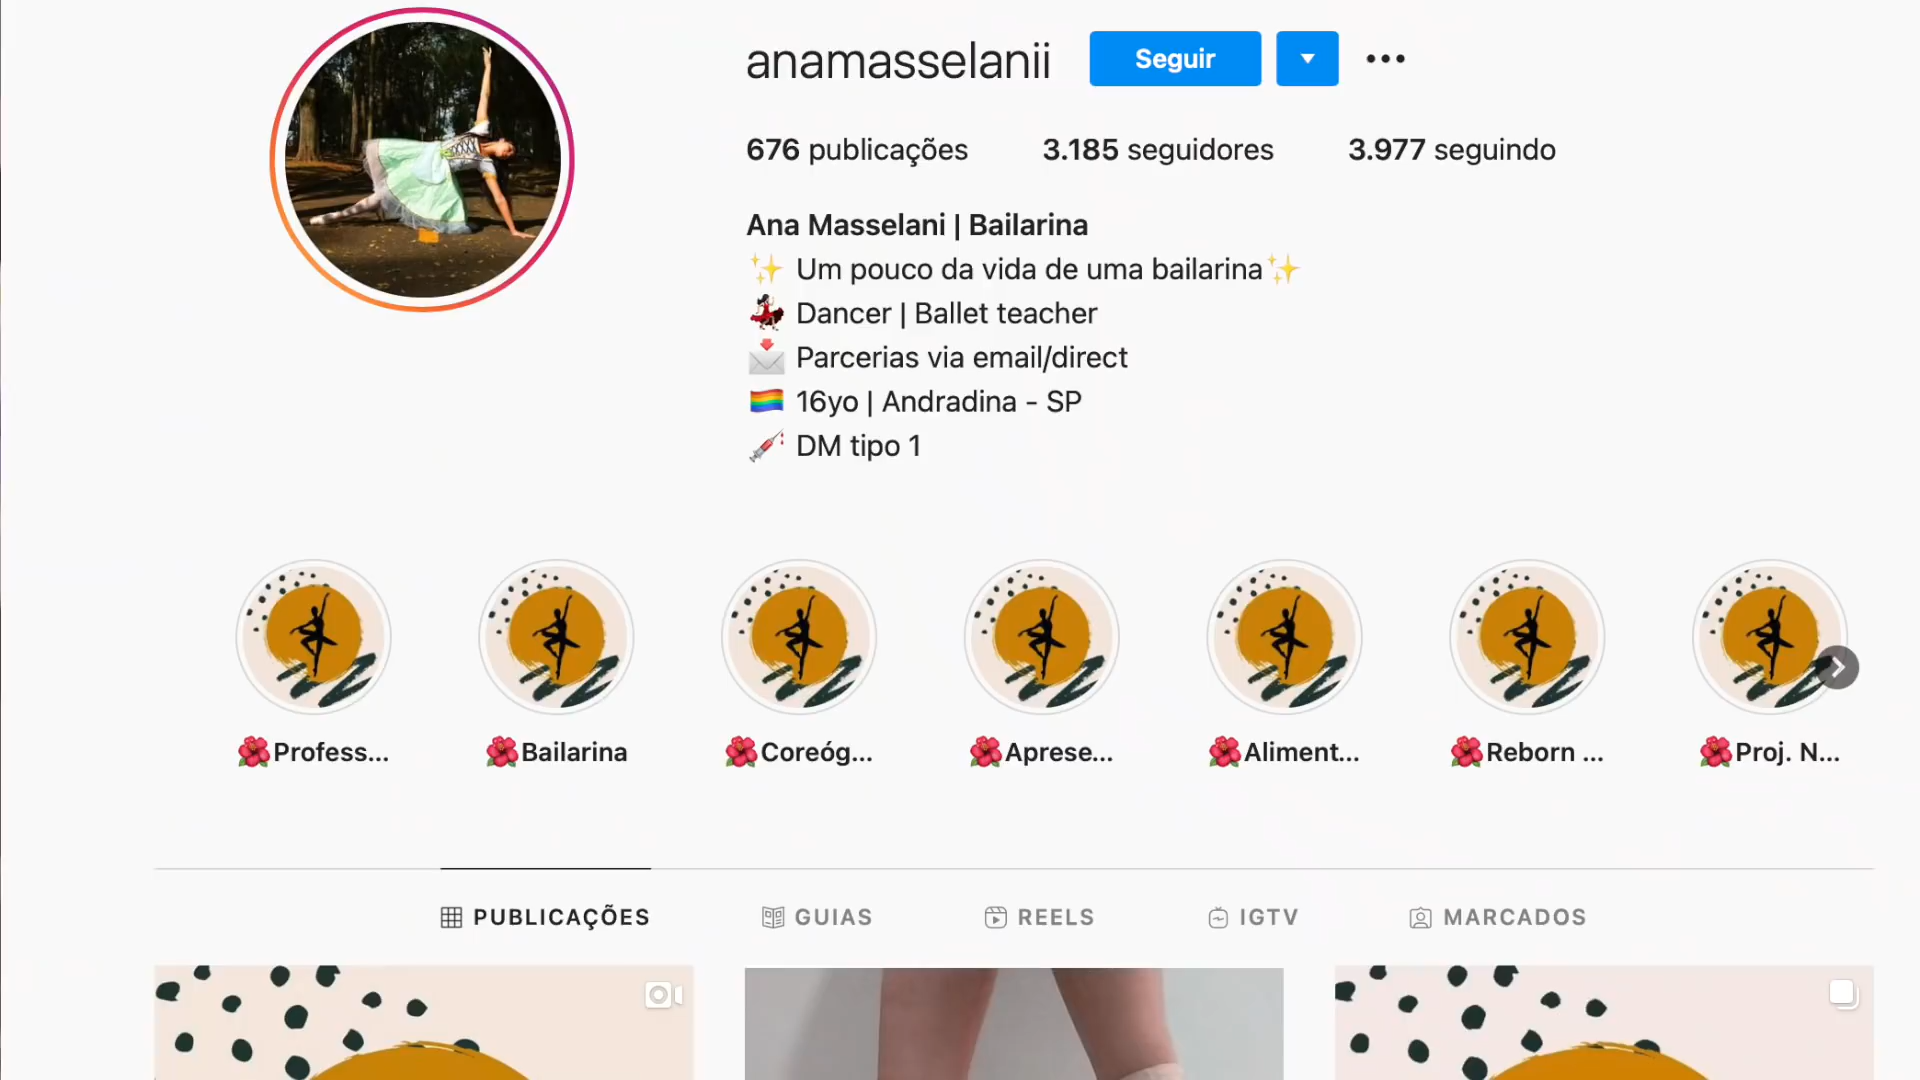 anamasselanii
Seguir
676 publicações 3.185 seguidores 3.977 seguindo
Ana Masselani | Bailarina
✨ Um pouco da vida de uma bailarina✨
💃🏻 Dancer | Ballet teacher
📩 Parcerias via email/direct
🏳️‍🌈 16yo | Andradina - SP
💉 DM tipo 1
🌺Profess... 🌺Bailarina 🌺Coreóg... 🌺Aprese... 🌺Aliment... 🌺Reborn ... 🌺Proj. N...
PUBLICAÇÕES GUIAS REELS IGTV MARCADOS